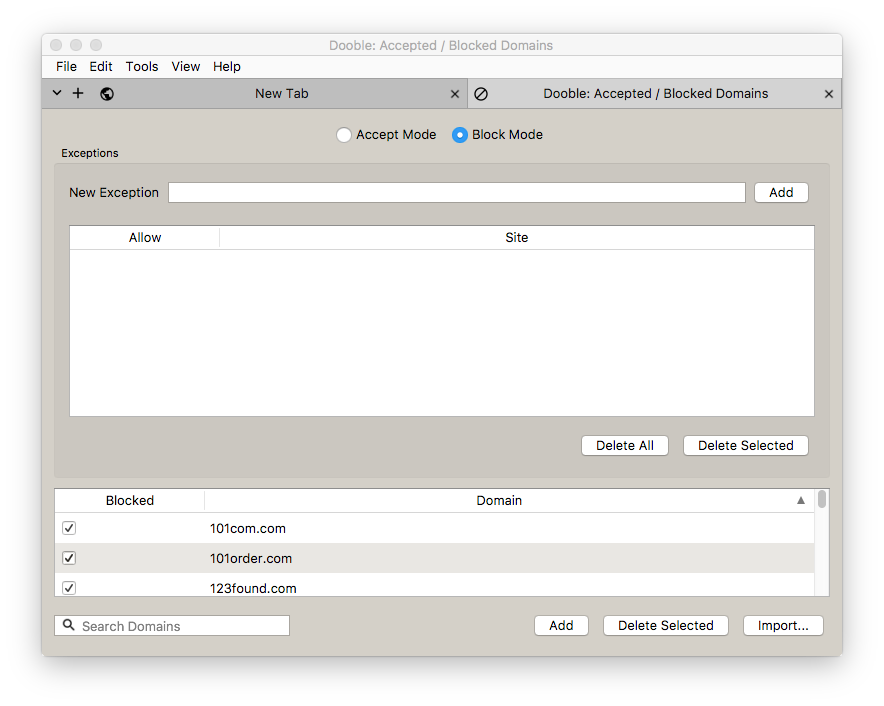 Dooble: Accepted / Blocked Domains
File Edit Tools View Help
New Tab Dooble: Accepted / Blocked Domains
Accept Mode Block Mode
Exceptions
New Exception Add
Allow Site
Delete All Delete Selected
Blocked Domain
101com.com
101order.com
123found.com
Search Domains Add Delete Selected Import...